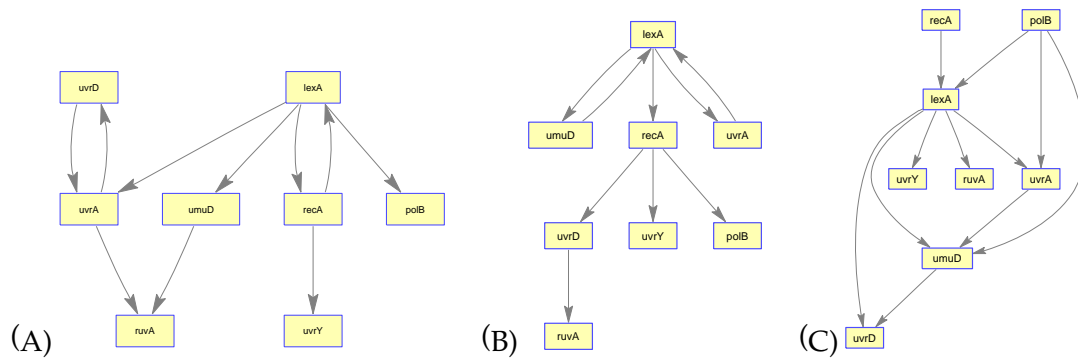 uvrD
lexA
uvrA
umuD
recA
polB
ruvA
uvrY
(A)
lexA
umuD
recA
uvrA
uvrD
uvrY
polB
ruvA
(B)
recA
polB
lexA
uvrY
ruvA
uvrA
umuD
uvrD
(C)